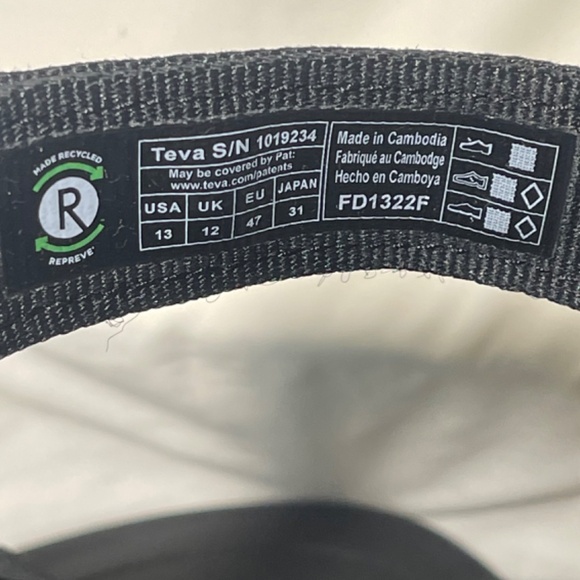 MADE RECYCLED
R
REPREVE
Teva S/N 1019234
May be covered by Pat:
www.teva.com/patents
USA UK EU JAPAN
13 12 47 31
Made in Cambodia
Fabriqué au Cambodge
Hecho en Camboya
FD1322F